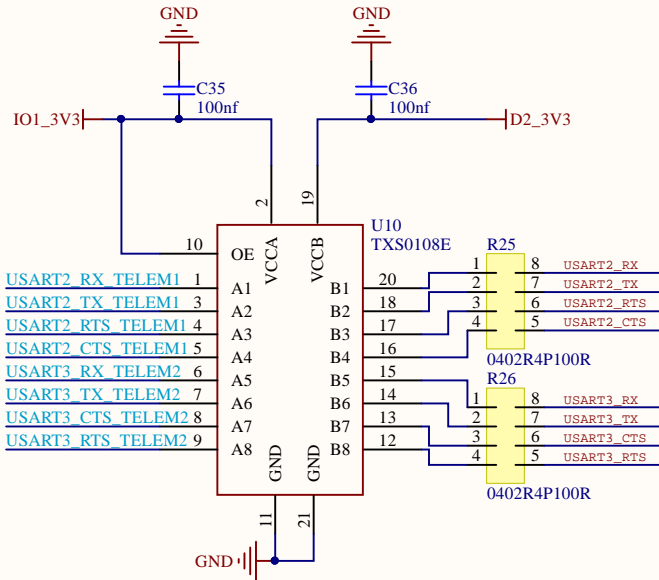 GND
GND
C35
100nf
C36
100nf
IO1_3V3
D2_3V3
2
19
U10
TXS0108E
10
OE
VCCA
VCCB
R25
USART2_RX_TELEM1 1 A1 B1 20
1 8 USART2_RX
USART2_TX_TELEM1 3 A2 B2 18
2 7 USART2_TX
USART2_RTS_TELEM1 4 A3 B3 17
3 6 USART2_RTS
USART2_CTS_TELEM1 5 A4 B4 16
4 5 USART2_CTS
0402R4P100R
USART3_RX_TELEM2 6 A5 B5 15
R26
USART3_TX_TELEM2 7 A6 B6 14
1 8 USART3_RX
USART3_CTS_TELEM2 8 A7 B7 13
2 7 USART3_TX
USART3_RTS_TELEM2 9 A8 B8 12
3 6 USART3_CTS
4 5 USART3_RTS
0402R4P100R
GND
GND
11
21
GND